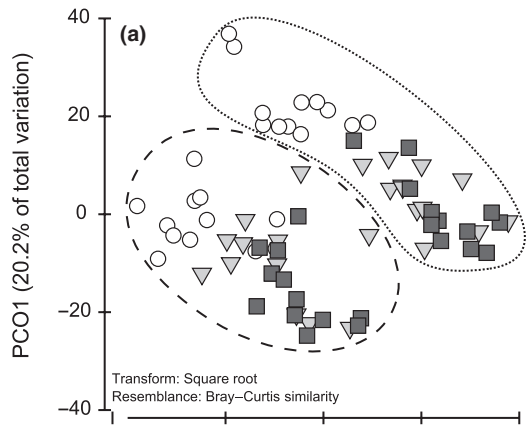 40
(a)
20
0
−20
−40
PCO1 (20.2% of total variation)
Transform: Square root
Resemblance: Bray–Curtis similarity